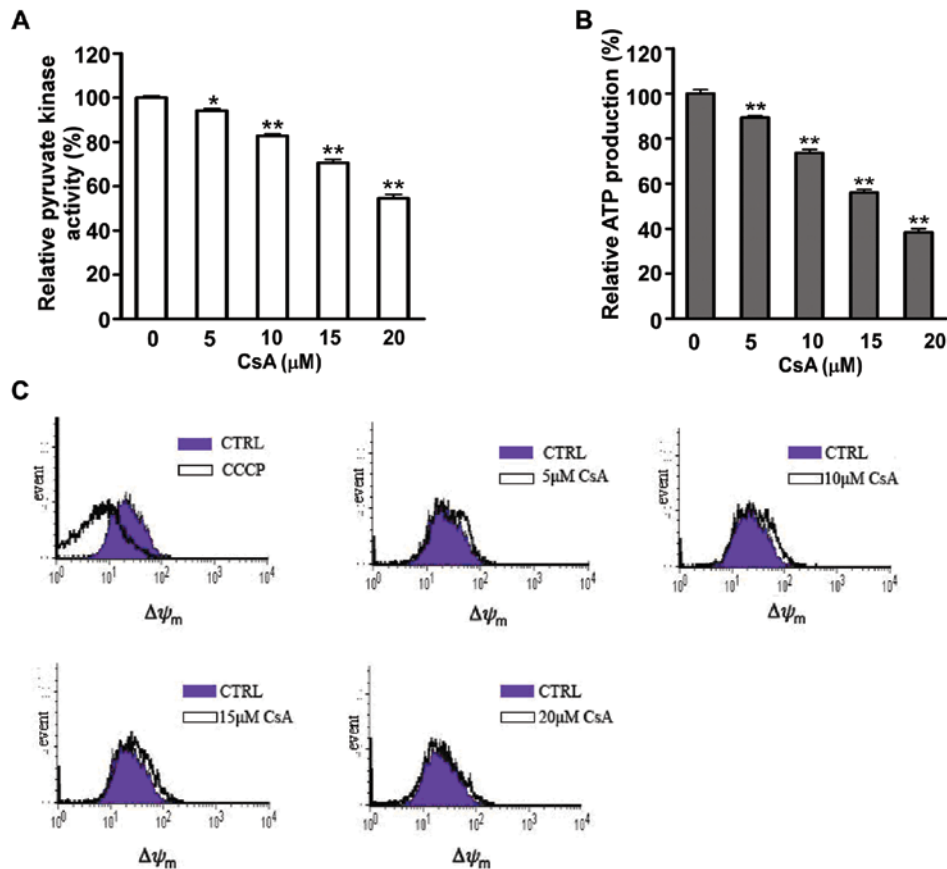 A
Relative pyruvate kinase
activity (%)
120
100
80
60
40
20
0
*
**
**
**
0 5 10 15 20
CsA (μM)
B
Relative ATP production (%)
120
100
80
60
40
20
0
**
**
**
**
0 5 10 15 20
CsA (μM)
C
event
CTRL
CCCP
10⁰ 10¹ 10² 10³ 10⁴
Δψm
event
CTRL
5μM CsA
10⁰ 10¹ 10² 10³ 10⁴
Δψm
event
CTRL
10μM CsA
10⁰ 10¹ 10² 10³ 10⁴
Δψm
event
CTRL
15μM CsA
10⁰ 10¹ 10² 10³ 10⁴
Δψm
event
CTRL
20μM CsA
10⁰ 10¹ 10² 10³ 10⁴
Δψm